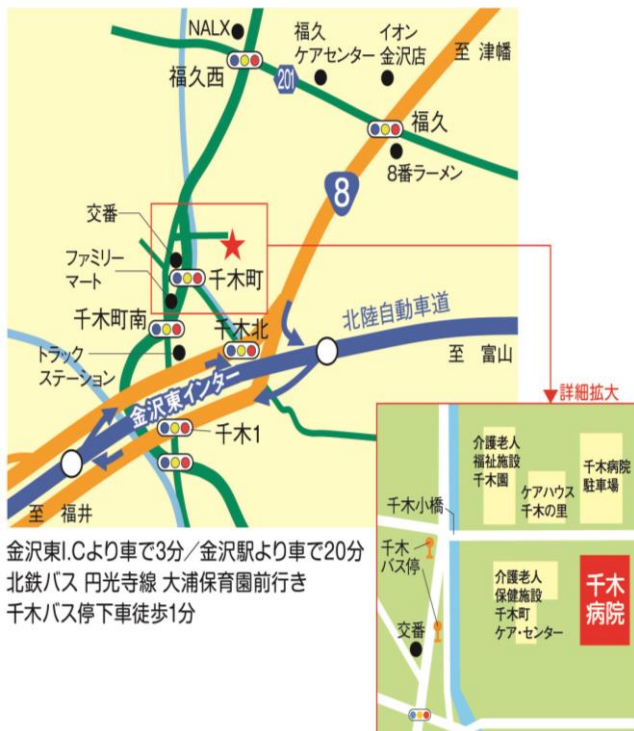 NALX
福久西
201
福久
ケアセンター
イオン
金沢店
至 津幡
福久
8番ラーメン
8
交番
ファミリー
マート
千木町
千木町南
千木北
トラック
ステーション
北陸自動車道
至 富山
金沢東インター
千木1
至 福井
詳細拡大
介護老人
福祉施設
千木園
ケアハウス
千木の里
千木病院
駐車場
千木小橋
千木
バス停
介護老人
保健施設
千木町
ケア・センター
千木
病院
交番
金沢東I.Cより車で3分／金沢駅より車で20分
北鉄バス 円光寺線 大浦保育園前行き
千木バス停下車徒歩1分